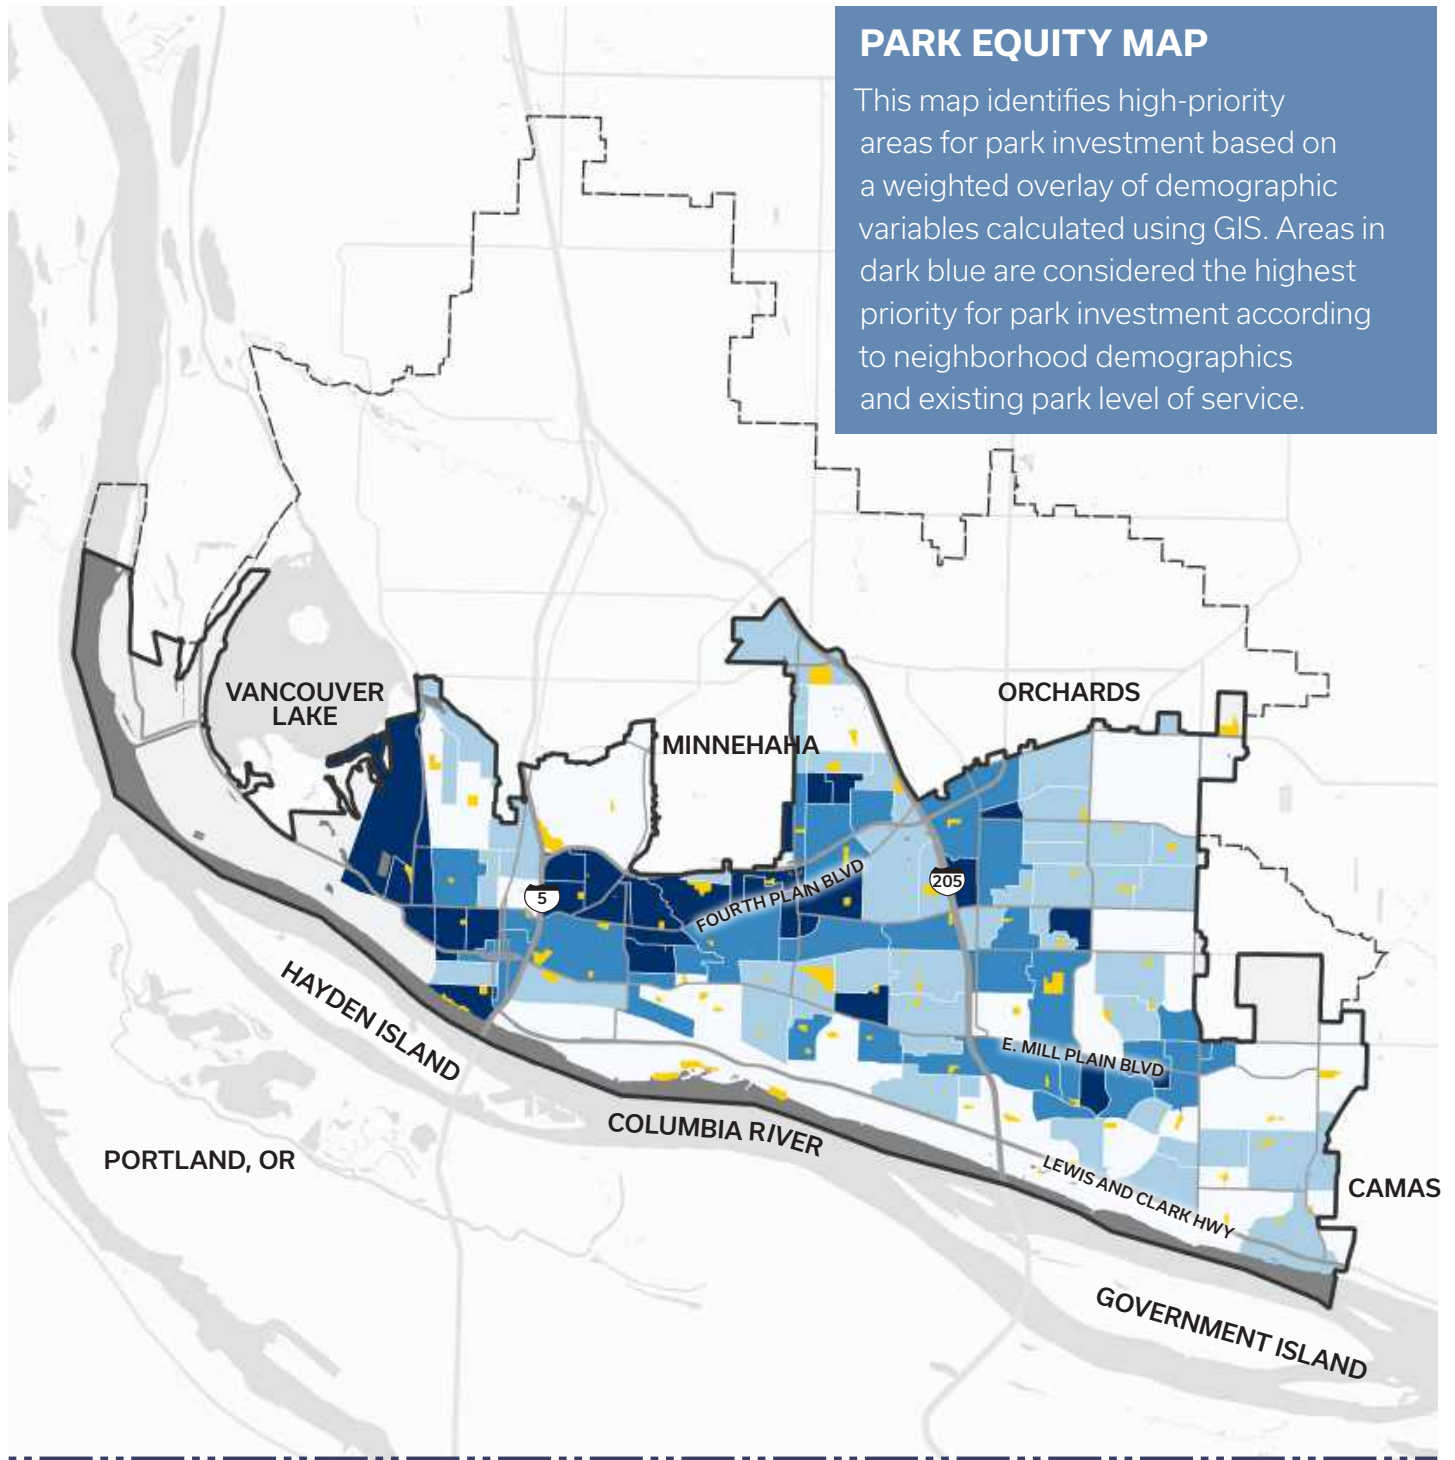 PARK EQUITY MAP
This map identifies high-priority
areas for park investment based on
a weighted overlay of demographic
variables calculated using GIS. Areas in
dark blue are considered the highest
priority for park investment according
to neighborhood demographics
and existing park level of service.
VANCOUVER
LAKE
MINNEHAHA
ORCHARDS
FOURTH PLAIN BLVD
205
5
HAYDEN ISLAND
E. MILL PLAIN BLVD
COLUMBIA RIVER
PORTLAND, OR
LEWIS AND CLARK HWY
CAMAS
GOVERNMENT ISLAND